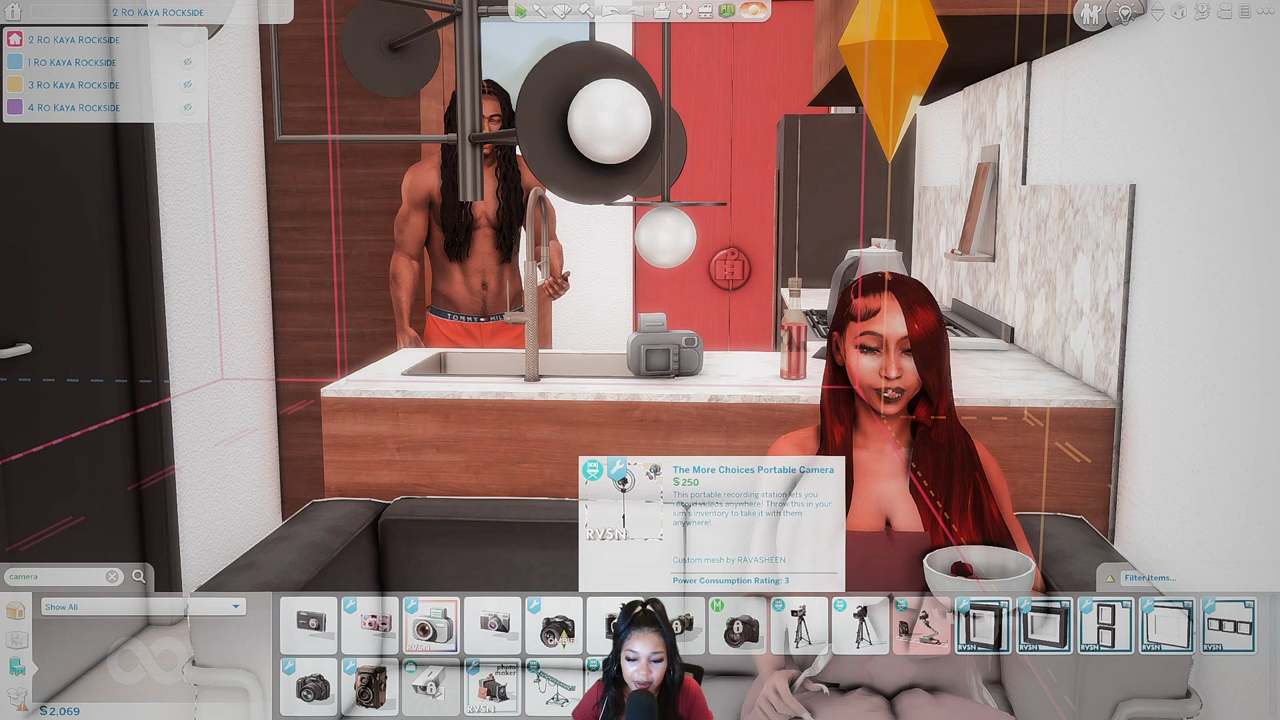 2 Ro Kaya Rockside
2 Ro Kaya Rockside
1 Ro Kaya Rockside
3 Ro Kaya Rockside
4 Ro Kaya Rockside
TOMMY HIL
The More Choices Portable Camera
§250
This portable recording station lets you
record videos anywhere! Throw this in your
sim's inventory to take it with them
anywhere!
RVSN
Custom mesh by RAVASHEEN
Power Consumption Rating: 3
camera
Filter Items...
Show All
RVSN
M
RVSN
RVSN
RVSN
RVSN
RVSN
RVSN
§2,069